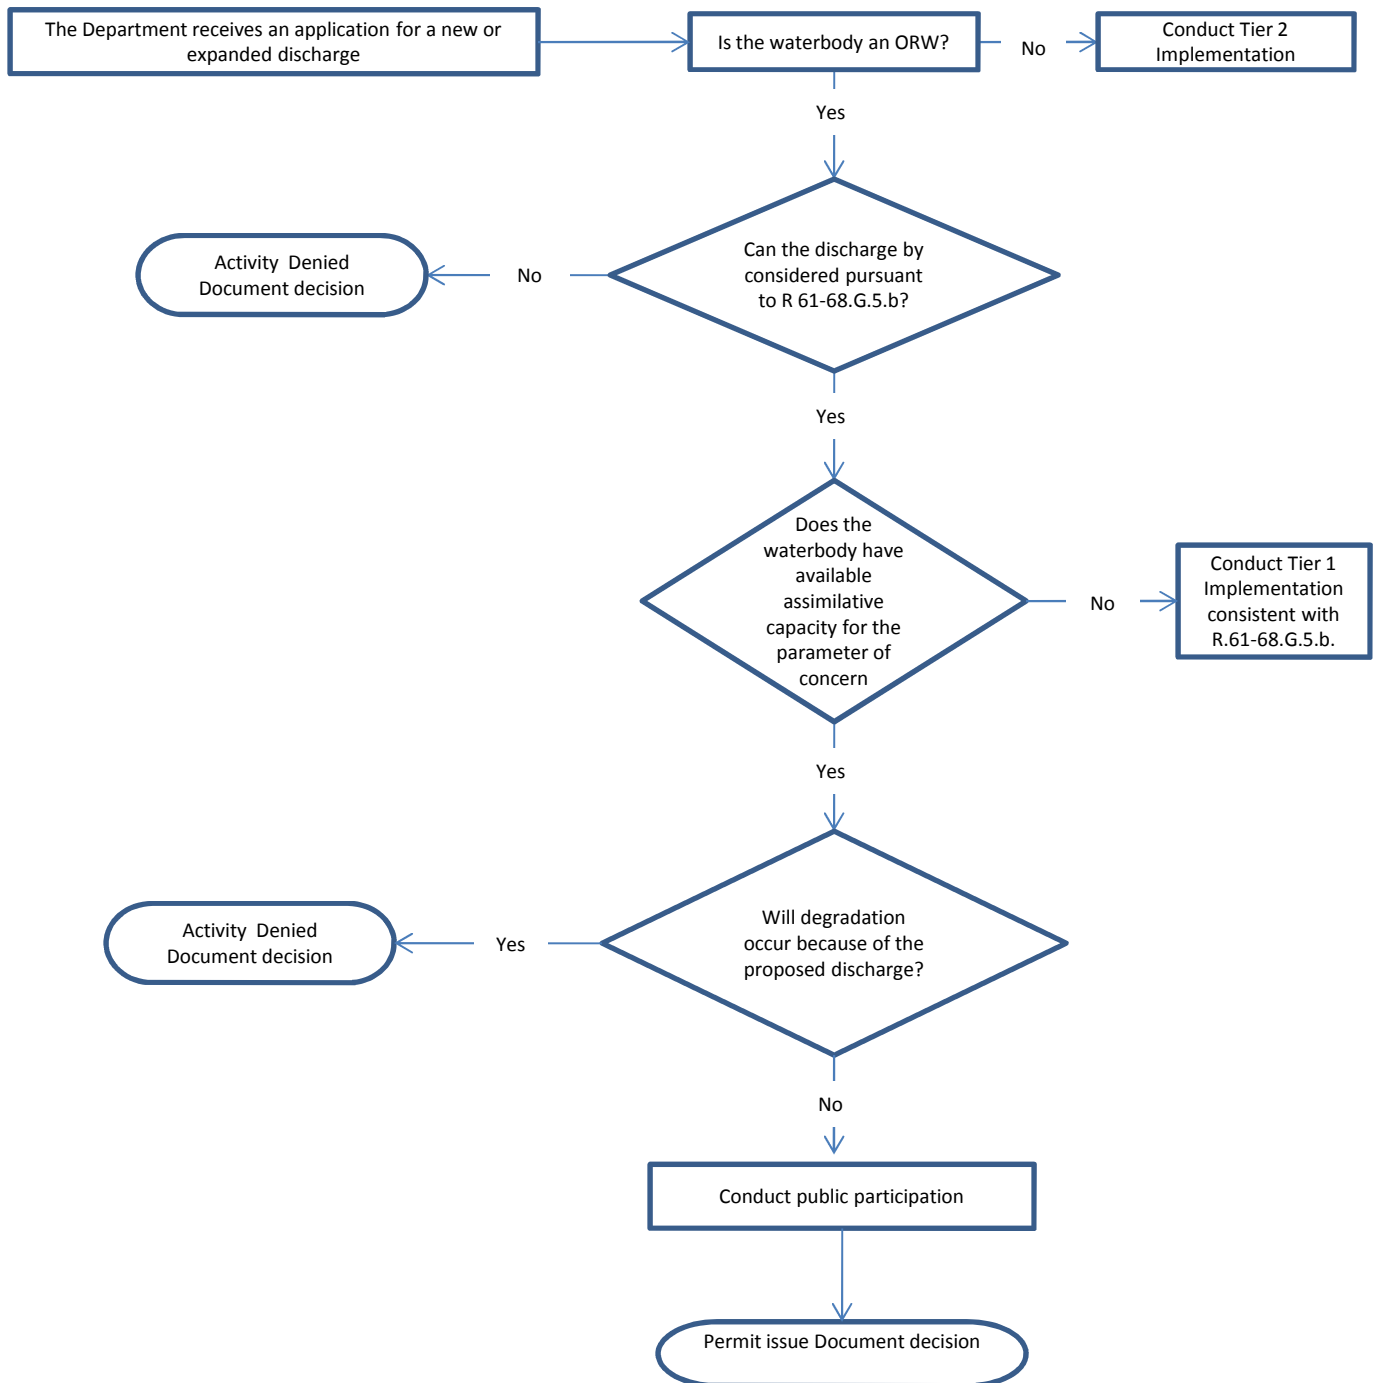 The Department receives an application for a new or
expanded discharge
Is the waterbody an ORW?
No
Conduct Tier 2
Implementation
Yes
Can the discharge by
considered pursuant
to R 61-68.G.5.b?
No
Activity Denied
Document decision
Yes
Does the
waterbody have
available
assimilative
capacity for the
parameter of
concern
No
Conduct Tier 1
Implementation
consistent with
R.61-68.G.5.b.
Yes
Will degradation
occur because of the
proposed discharge?
Yes
Activity Denied
Document decision
No
Conduct public participation
Permit issue Document decision